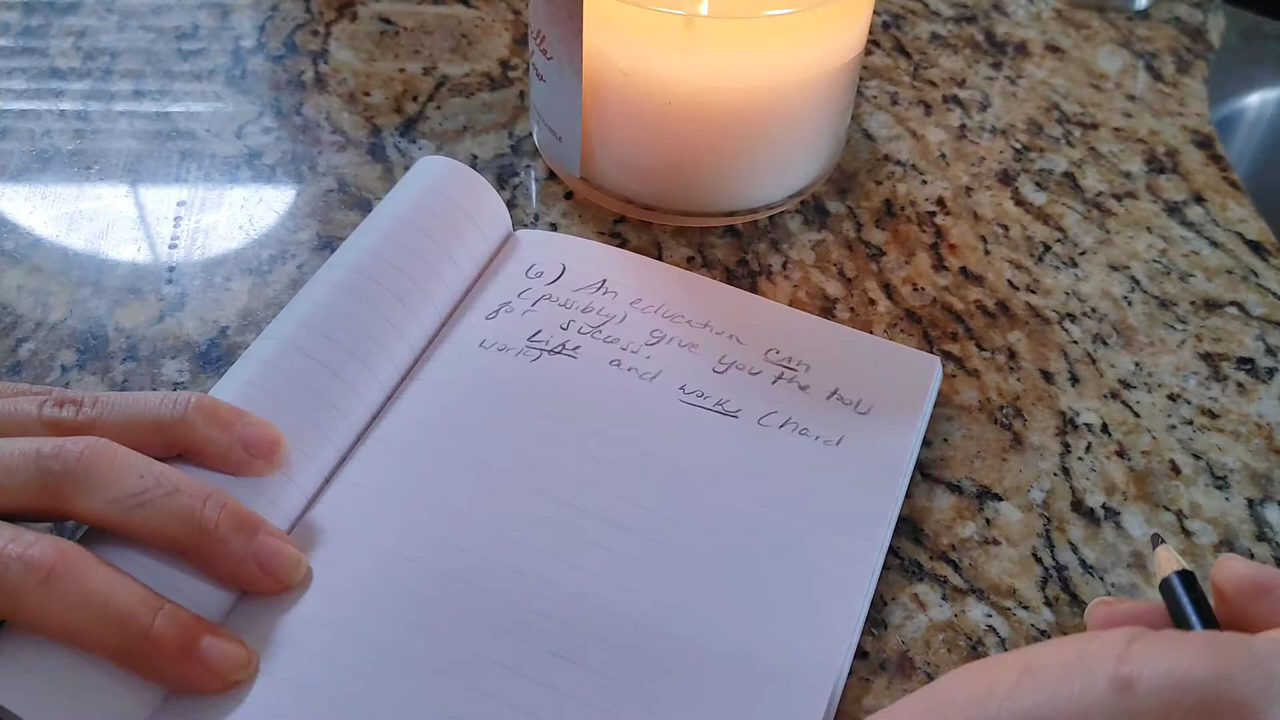 6) An education can
(possibly) give you the tools
for success.
Life and work (hard
work)